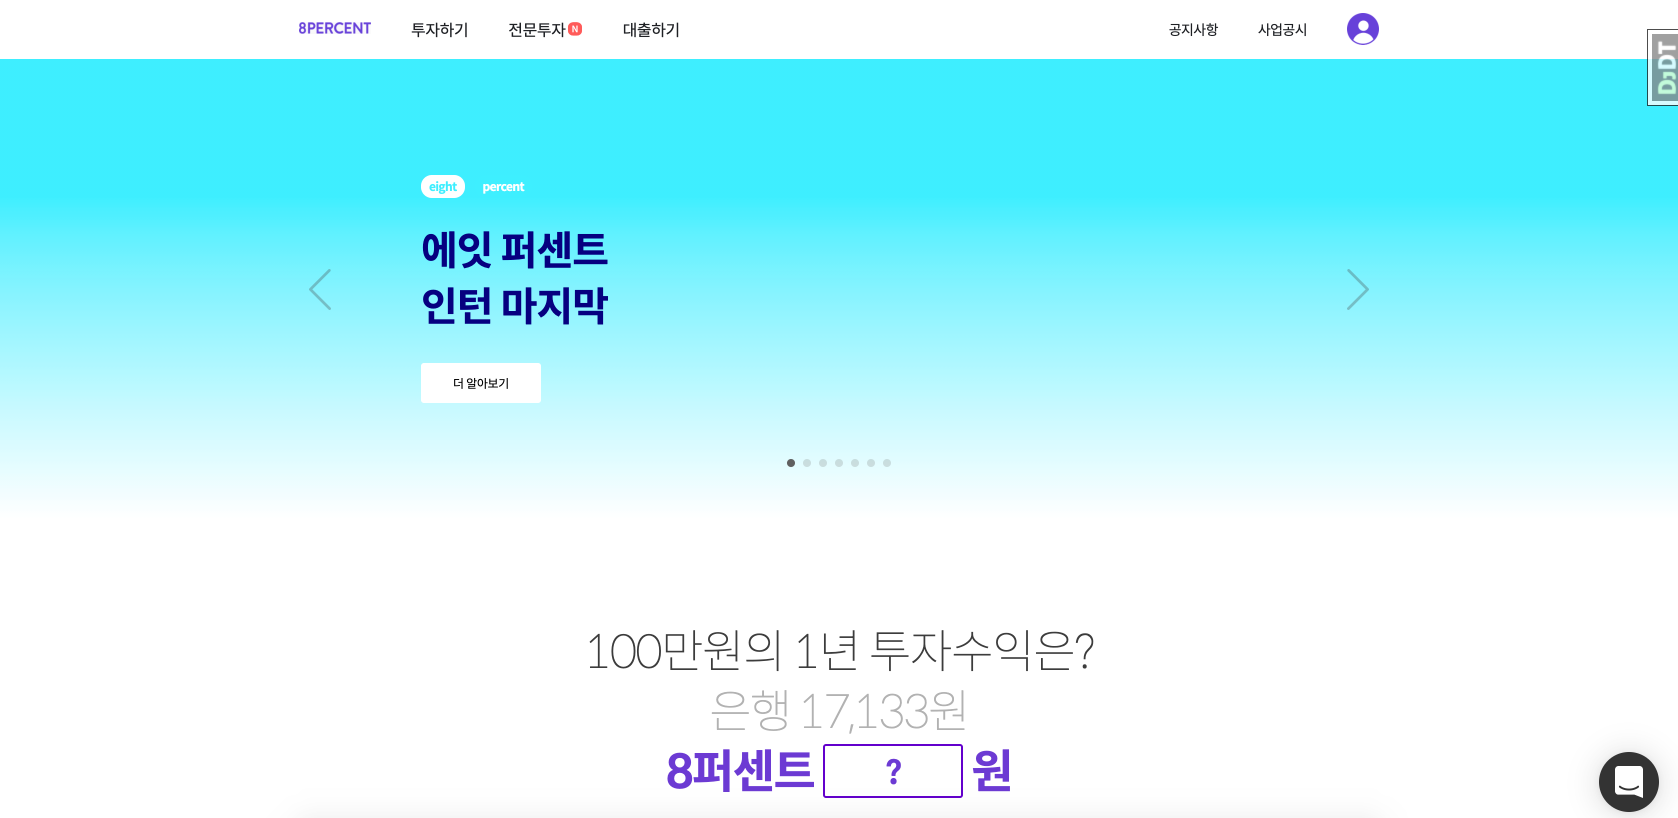 8PERCENT 투자하기 전문투자 N 대출하기 공지사항 사업공시
DjDT
eight percent
에잇 퍼센트
인턴 마지막
더 알아보기
100만원의 1년 투자수익은?
은행 17,133원
8퍼센트 ? 원